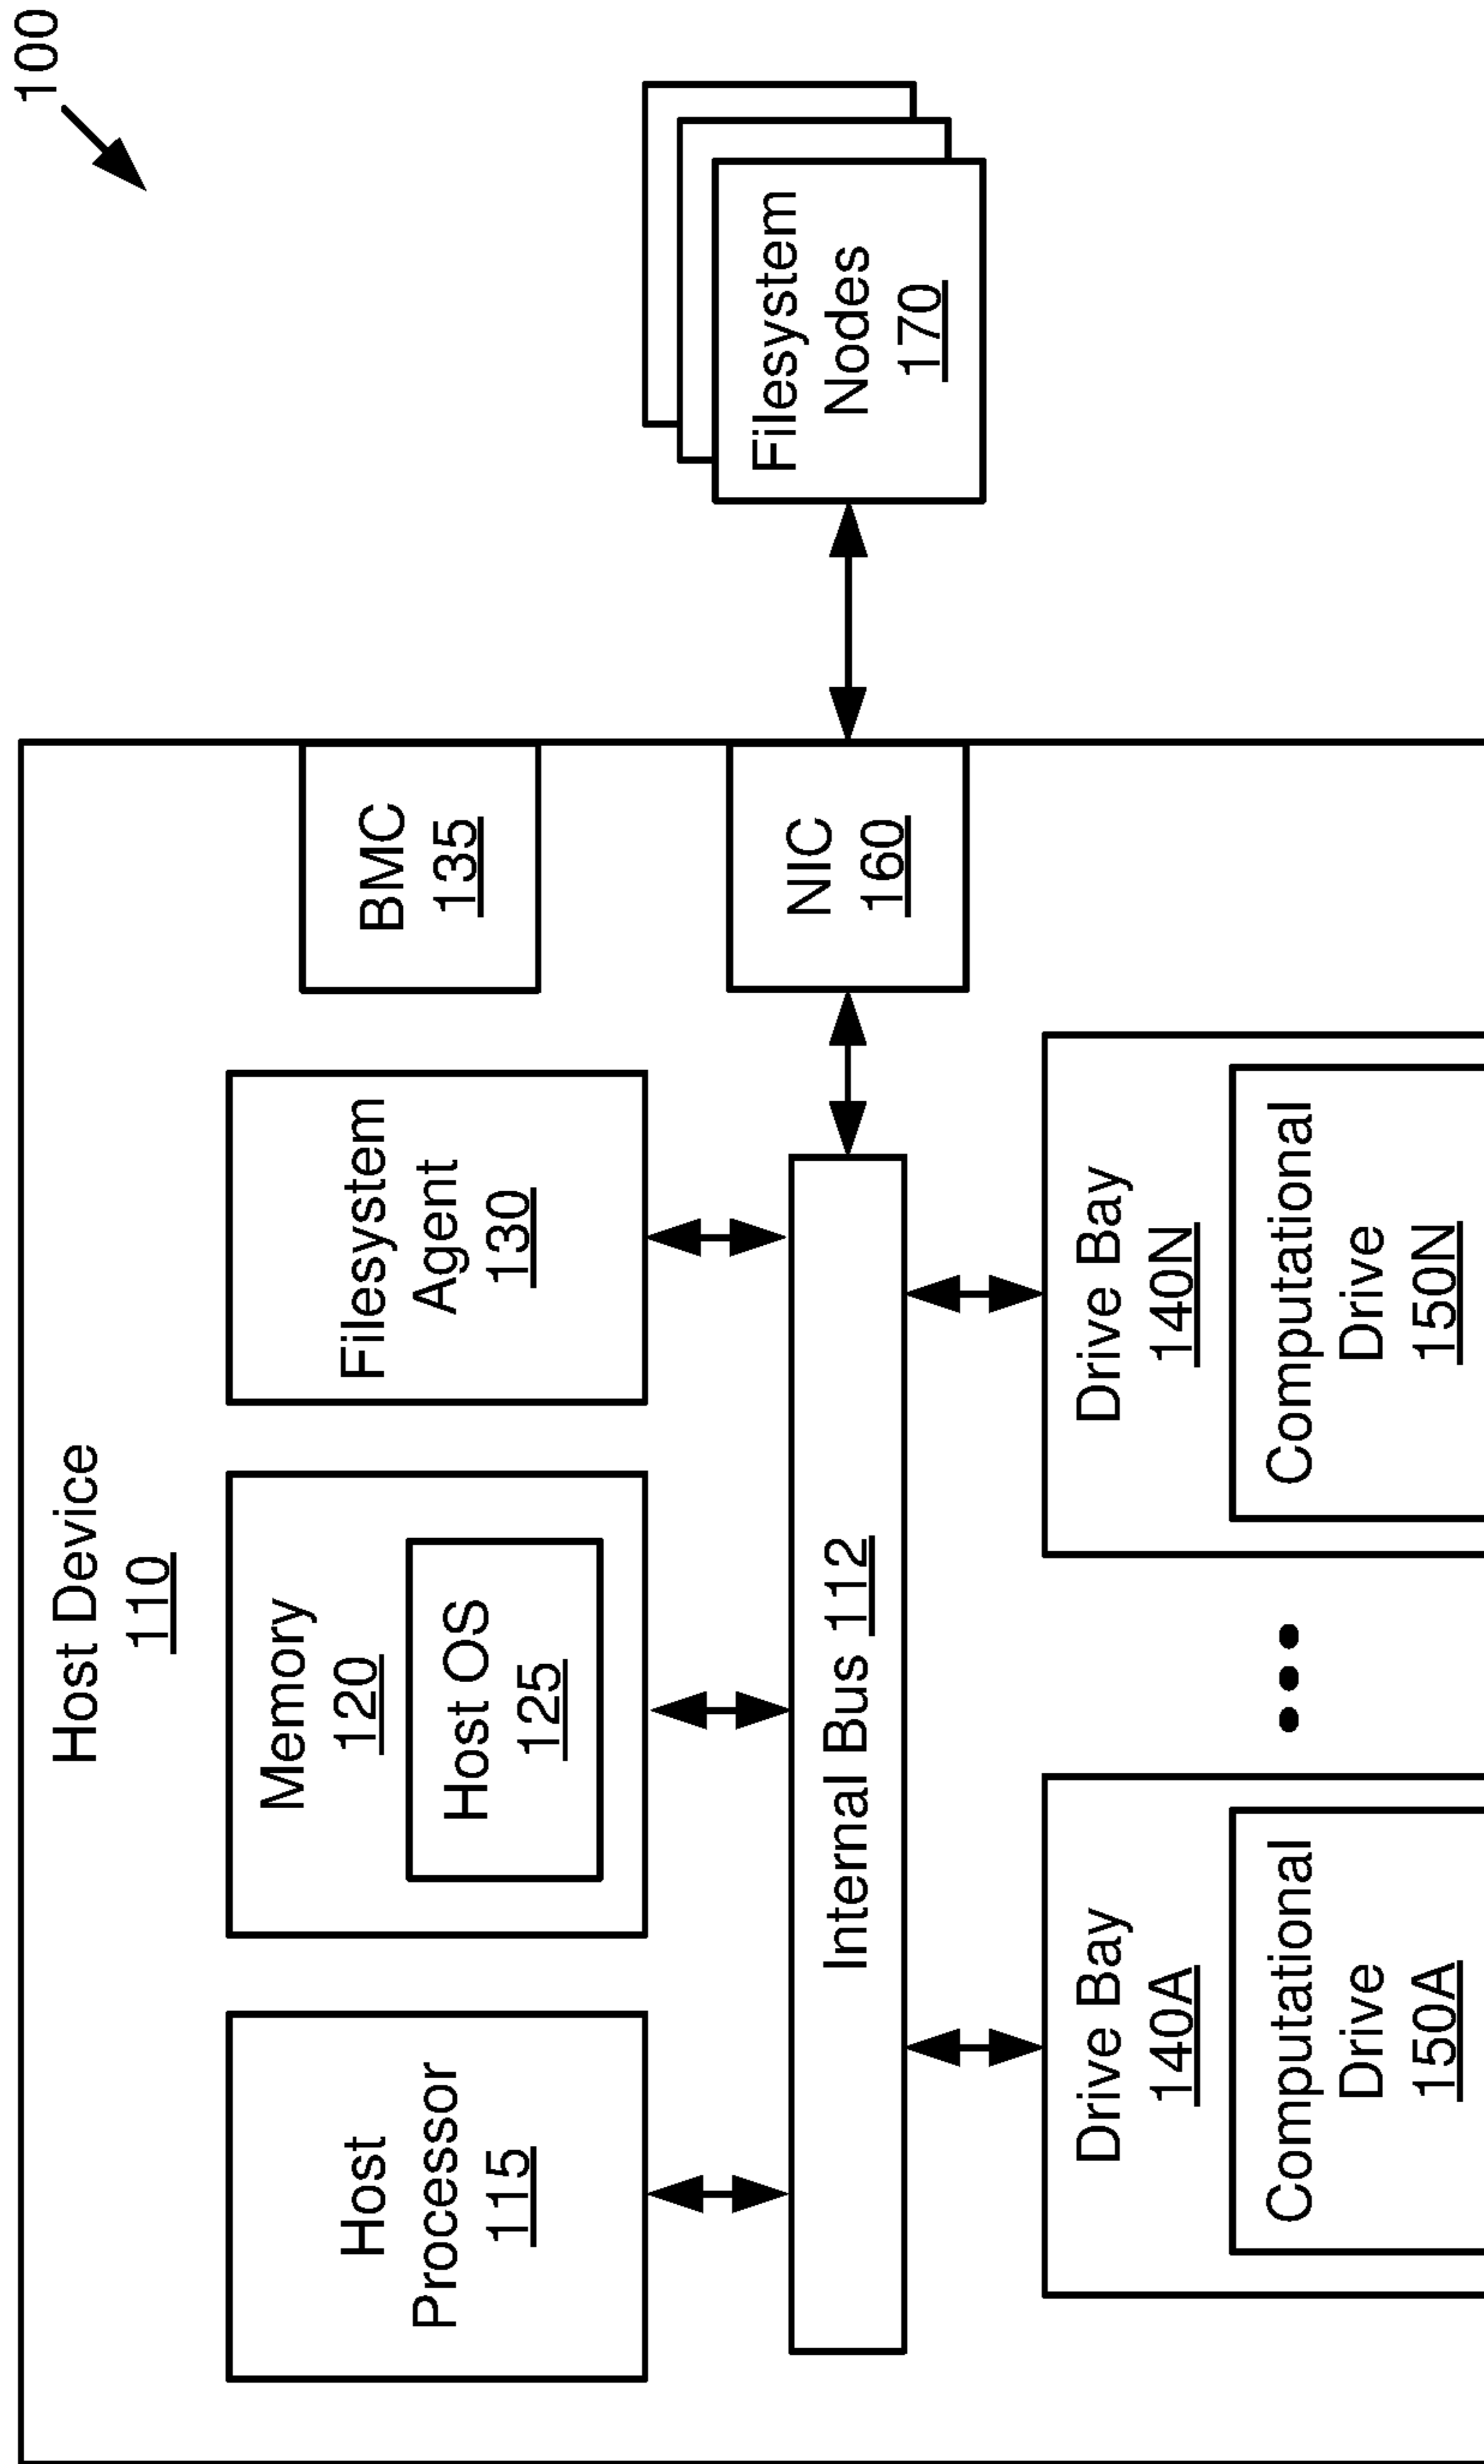 100
Host Device
110
Host
Processor
115
Memory
120
Host OS
125
Filesystem
Agent
130
BMC
135
Internal Bus 112
NIC
160
Filesystem
Nodes
170
Drive Bay
140A
Computational
Drive
150A
Drive Bay
140N
Computational
Drive
150N